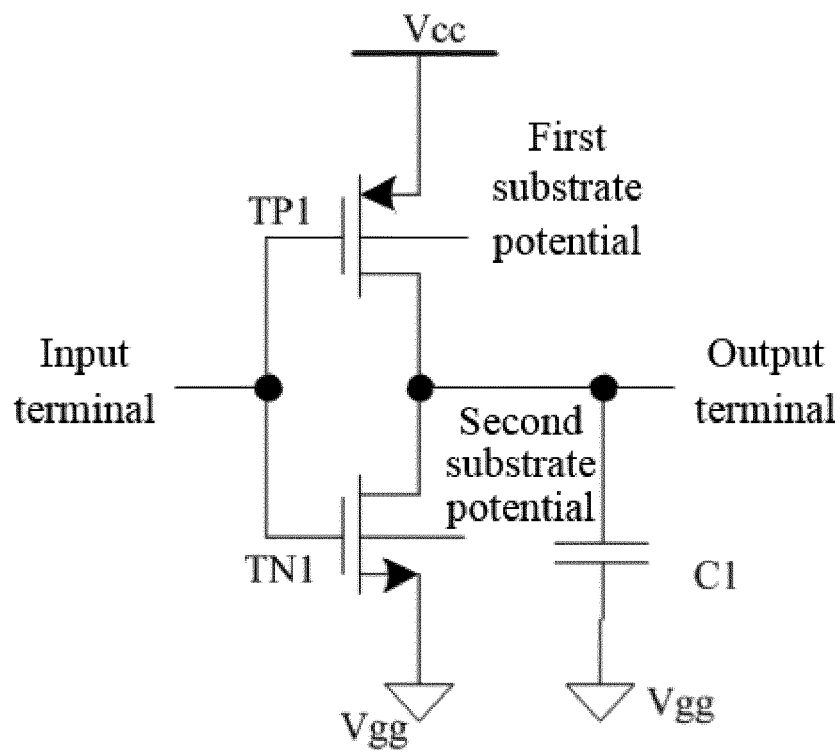 Vcc
First
substrate
potential
TP1
Input
terminal
Output
terminal
Second
substrate
potential
TN1
C1
Vgg
Vgg